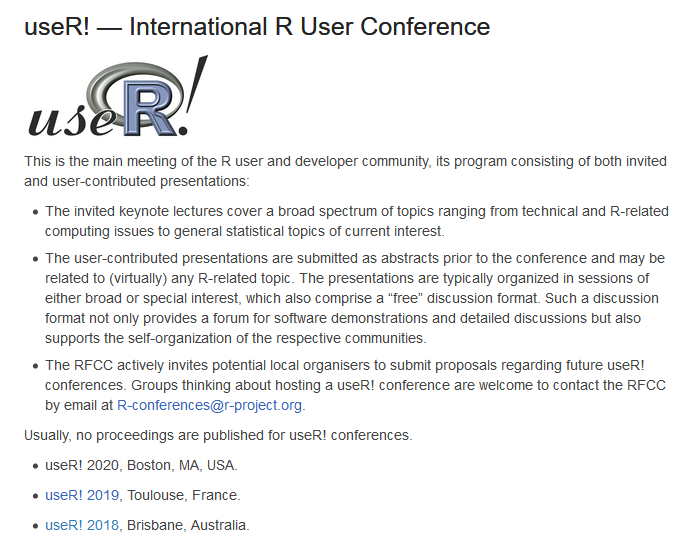 useR! — International R User Conference
useR!
This is the main meeting of the R user and developer community, its program consisting of both invited
and user-contributed presentations:
• The invited keynote lectures cover a broad spectrum of topics ranging from technical and R-related
computing issues to general statistical topics of current interest.
• The user-contributed presentations are submitted as abstracts prior to the conference and may be
related to (virtually) any R-related topic. The presentations are typically organized in sessions of
either broad or special interest, which also comprise a “free” discussion format. Such a discussion
format not only provides a forum for software demonstrations and detailed discussions but also
supports the self-organization of the respective communities.
• The RFCC actively invites potential local organisers to submit proposals regarding future useR!
conferences. Groups thinking about hosting a useR! conference are welcome to contact the RFCC
by email at R-conferences@r-project.org.
Usually, no proceedings are published for useR! conferences.
• useR! 2020, Boston, MA, USA.
• useR! 2019, Toulouse, France.
• useR! 2018, Brisbane, Australia.